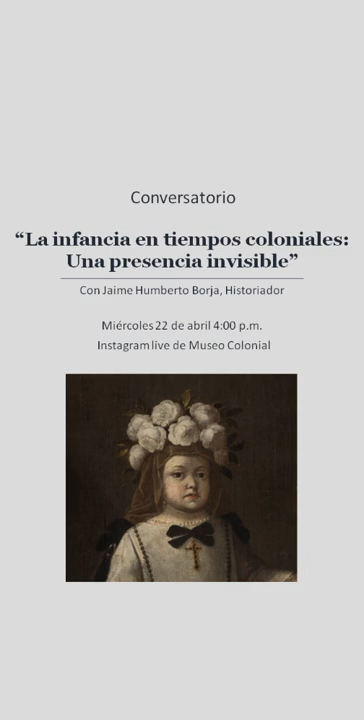 Conversatorio
“La infancia en tiempos coloniales:
Una presencia invisible”
Con Jaime Humberto Borja, Historiador
Miércoles 22 de abril 4:00 p.m.
Instagram live de Museo Colonial